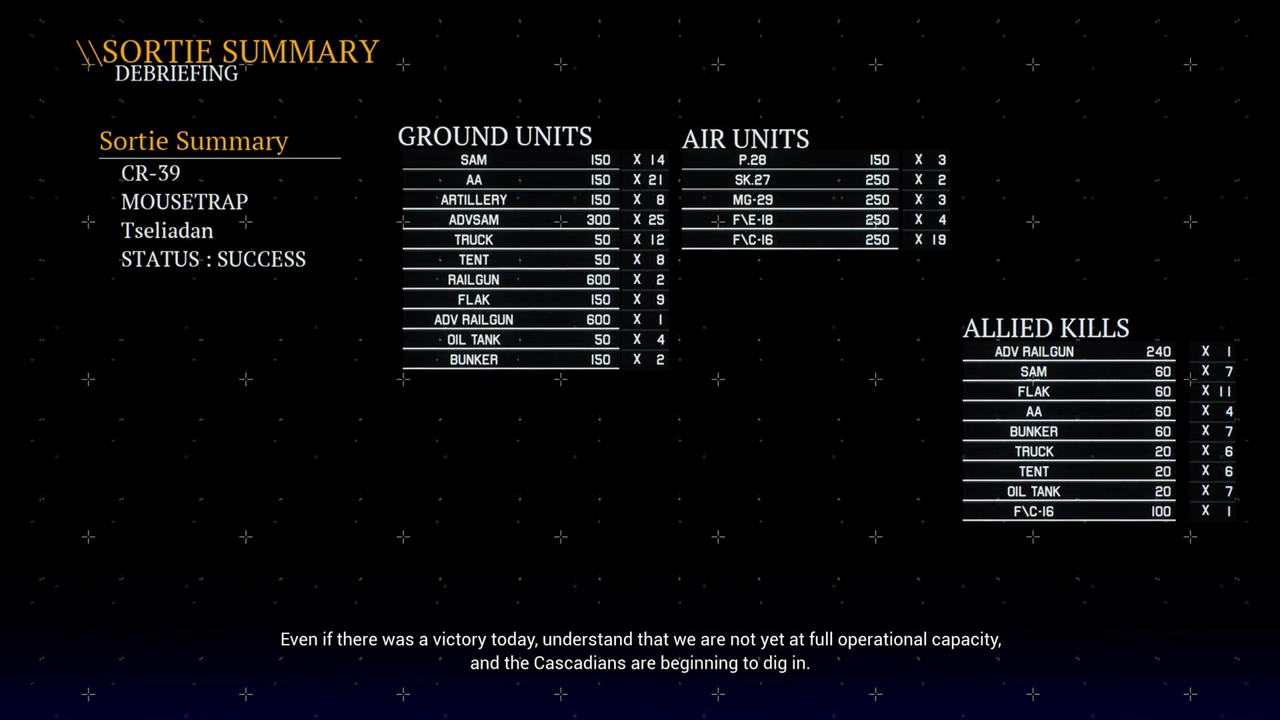 \\SORTIE SUMMARY
DEBRIEFING
Sortie Summary
CR-39
MOUSETRAP
Tseliadan
STATUS : SUCCESS
GROUND UNITS
SAM 150 X 14
AA 150 X 21
ARTILLERY 150 X 8
ADVSAM 300 X 25
TRUCK 50 X 12
TENT 50 X 8
RAILGUN 600 X 2
FLAK 150 X 9
ADV RAILGUN 600 X 1
OIL TANK 50 X 4
BUNKER 150 X 2
AIR UNITS
P.28 150 X 3
SK.27 250 X 2
MG-29 250 X 3
F\E-18 250 X 4
F\C-16 250 X 19
ALLIED KILLS
ADV RAILGUN 240 X 1
SAM 60 X 7
FLAK 60 X 11
AA 60 X 4
BUNKER 60 X 7
TRUCK 20 X 6
TENT 20 X 6
OIL TANK 20 X 7
F\C-16 100 X 1
Even if there was a victory today, understand that we are not yet at full operational capacity,
and the Cascadians are beginning to dig in.